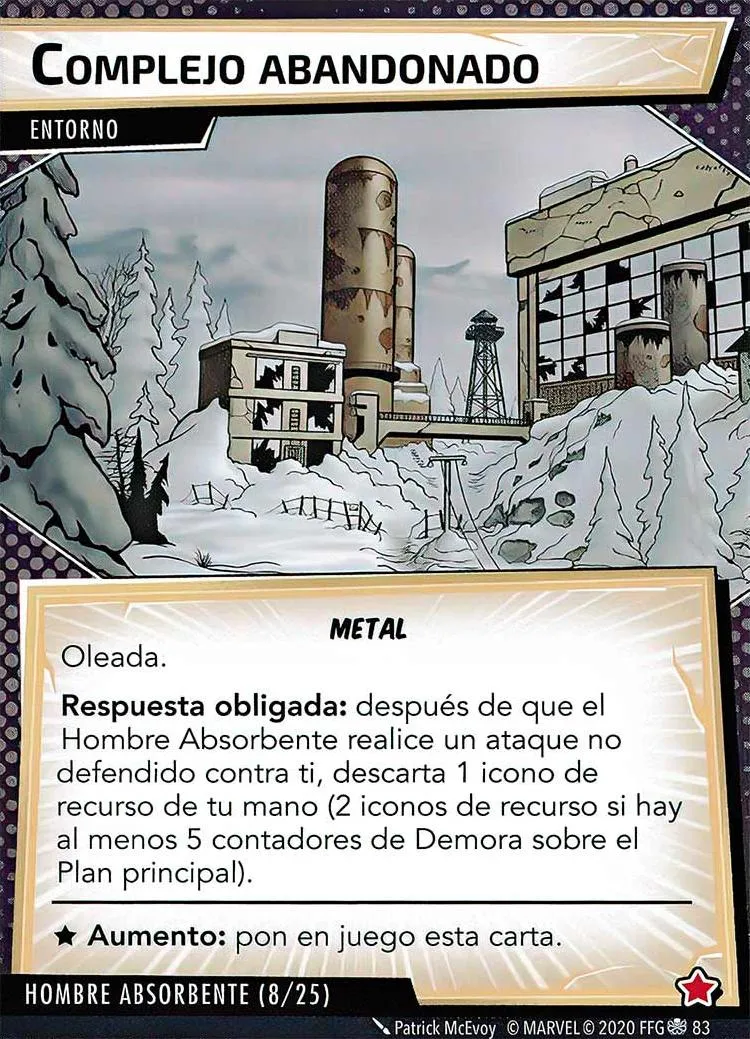 COMPLEJO ABANDONADO
ENTORNO
METAL
Oleada.
Respuesta obligada: después de que el
Hombre Absorbente realice un ataque no
defendido contra ti, descarta 1 icono de
recurso de tu mano (2 iconos de recurso si hay
al menos 5 contadores de Demora sobre el
Plan principal).
★ Aumento: pon en juego esta carta.
HOMBRE ABSORBENTE (8/25)
Patrick McEvoy © MARVEL © 2020 FFG 83